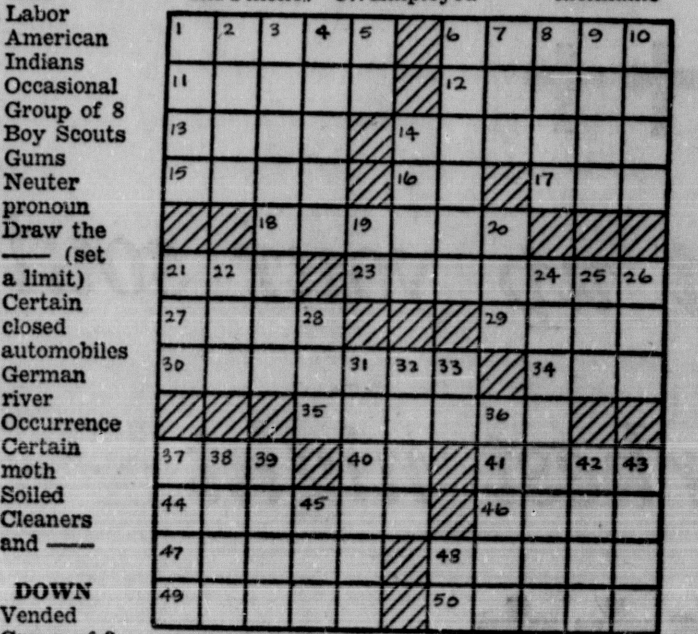 Labor
American
Indians
Occasional
Group of 8
Boy Scouts
Gums
Neuter
pronoun
Draw the
—— (set
a limit)
Certain
closed
automobiles
German
river
Occurrence
Certain
moth
Soiled
Cleaners
and ——
DOWN
Vended
1 2 3 4 5 6 7 8 9 10
11 12
13 14
15 16 17
18 19 20
21 22 23 24 25 26
27 28 29
30 31 32 33 34
35 36
37 38 39 40 41 42 43
44 45 46
47 48
49 50